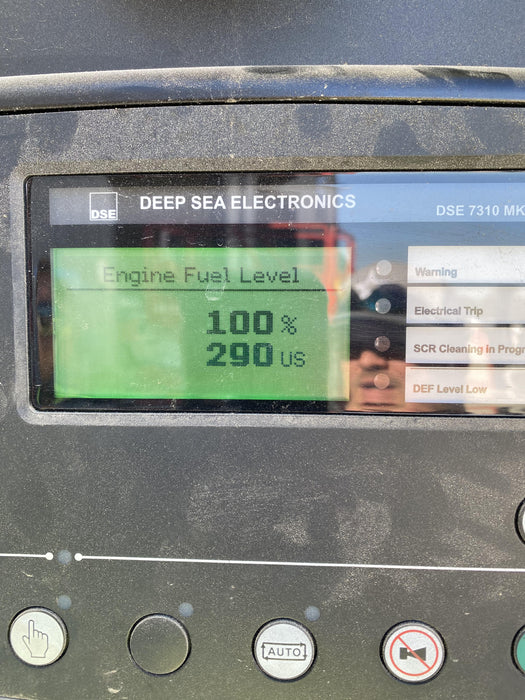 DSE
DEEP SEA ELECTRONICS
DSE 7310 MK
Engine Fuel Level
100 %
290 US
Warning
Electrical Trip
SCR Cleaning in Progr
DEF Level Low
AUTO